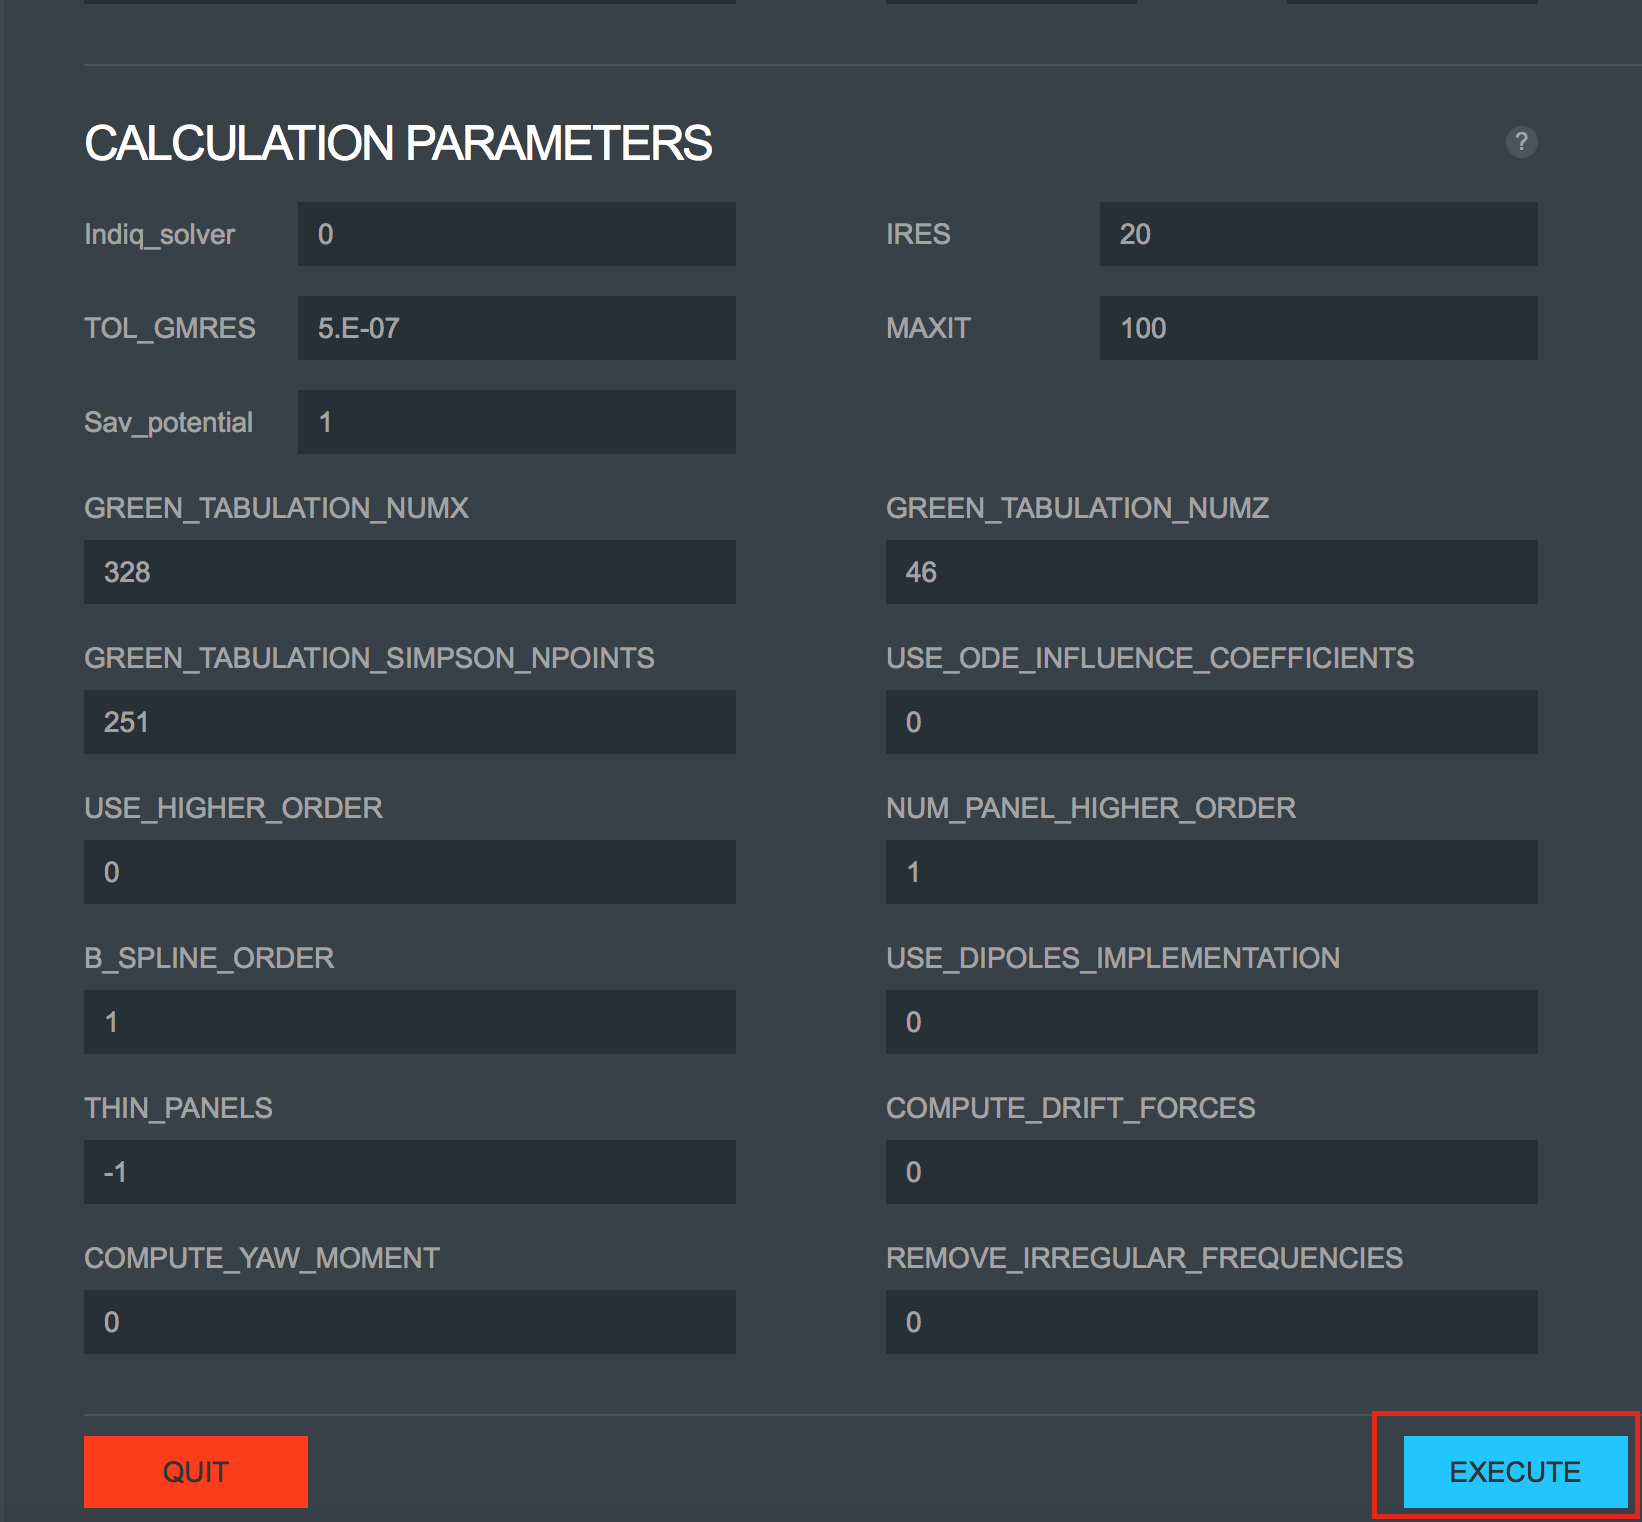 CALCULATION PARAMETERS
?
Indiq_solver 0 IRES 20
TOL_GMRES 5.E-07 MAXIT 100
Sav_potential 1
GREEN_TABULATION_NUMX GREEN_TABULATION_NUMZ
328 46
GREEN_TABULATION_SIMPSON_NPOINTS USE_ODE_INFLUENCE_COEFFICIENTS
251 0
USE_HIGHER_ORDER NUM_PANEL_HIGHER_ORDER
0 1
B_SPLINE_ORDER USE_DIPOLES_IMPLEMENTATION
1 0
THIN_PANELS COMPUTE_DRIFT_FORCES
-1 0
COMPUTE_YAW_MOMENT REMOVE_IRREGULAR_FREQUENCIES
0 0
QUIT EXECUTE